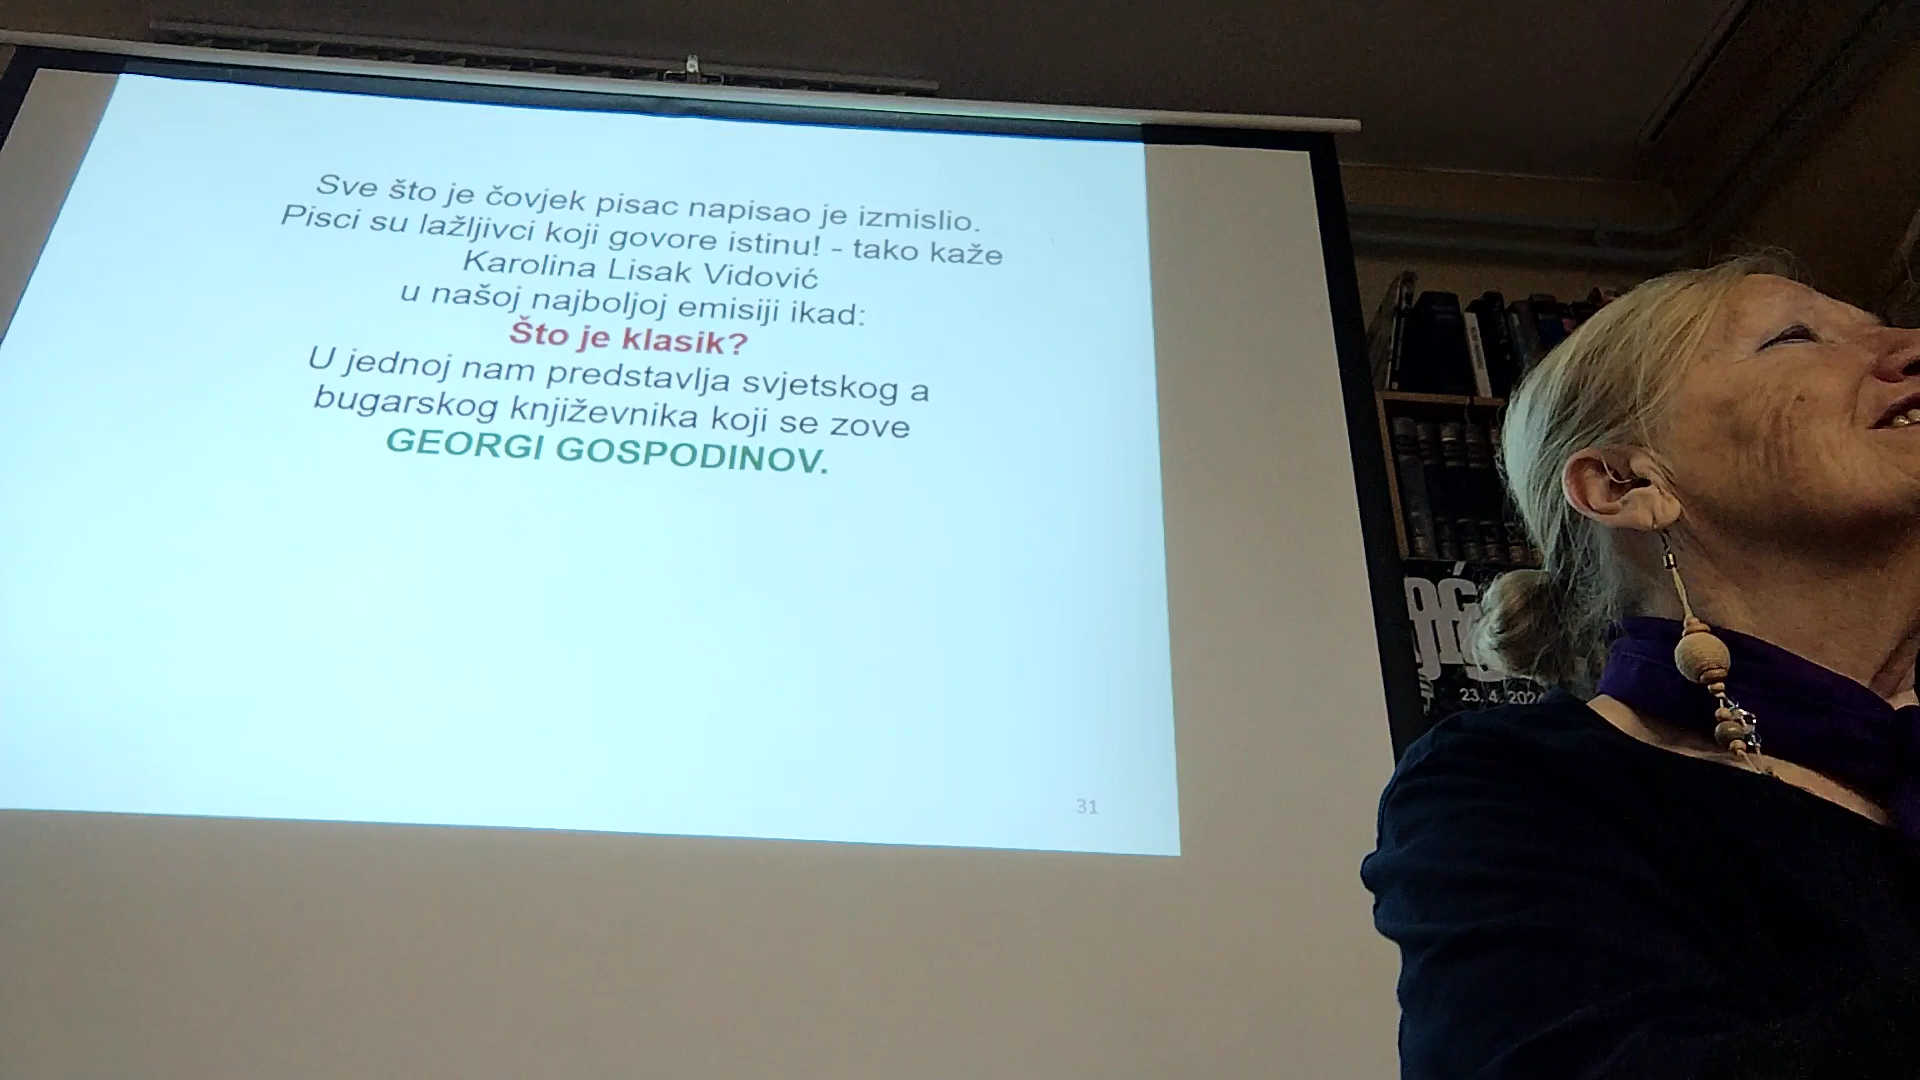 Sve što je čovjek pisac napisao je izmislio.
Pisci su lažljivci koji govore istinu! - tako kaže
Karolina Lisak Vidović
u našoj najboljoj emisiji ikad:
Što je klasik?
U jednoj nam predstavlja svjetskog a
bugarskog književnika koji se zove
GEORGI GOSPODINOV.
31
23. 4. 202